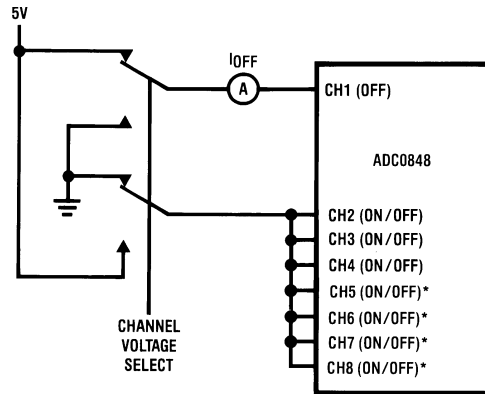 5V
IOFF
A
CH1 (OFF)
ADC0848
CH2 (ON/OFF)
CH3 (ON/OFF)
CH4 (ON/OFF)
CH5 (ON/OFF)*
CH6 (ON/OFF)*
CH7 (ON/OFF)*
CH8 (ON/OFF)*
CHANNEL
VOLTAGE
SELECT